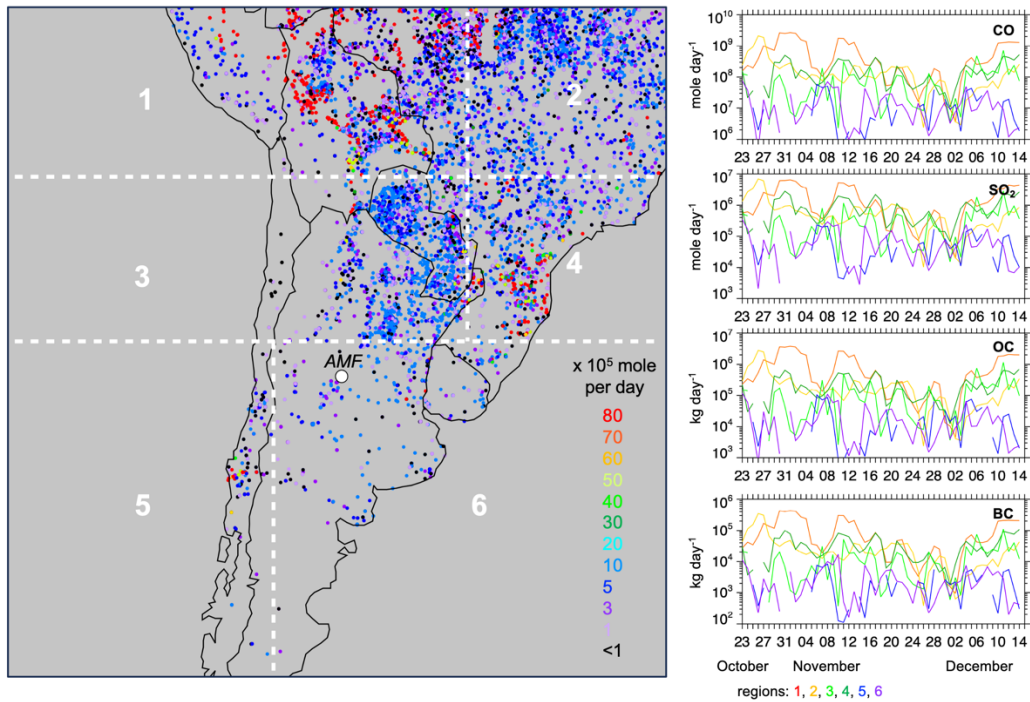 1
2
3
4
5
6
AMF
x 10⁵ mole
per day
80
70
60
50
40
30
20
10
5
3
1
<1
CO
mole day⁻¹
10¹⁰
10⁹
10⁸
10⁷
10⁶
23 27 31 04 08 12 16 20 24 28 02 06 10 14
SO₂
mole day⁻¹
10⁷
10⁶
10⁵
10⁴
10³
23 27 31 04 08 12 16 20 24 28 02 06 10 14
OC
kg day⁻¹
10⁷
10⁶
10⁵
10⁴
10³
23 27 31 04 08 12 16 20 24 28 02 06 10 14
BC
kg day⁻¹
10⁶
10⁵
10⁴
10³
10²
23 27 31 04 08 12 16 20 24 28 02 06 10 14
October November December
regions: 1, 2, 3, 4, 5, 6